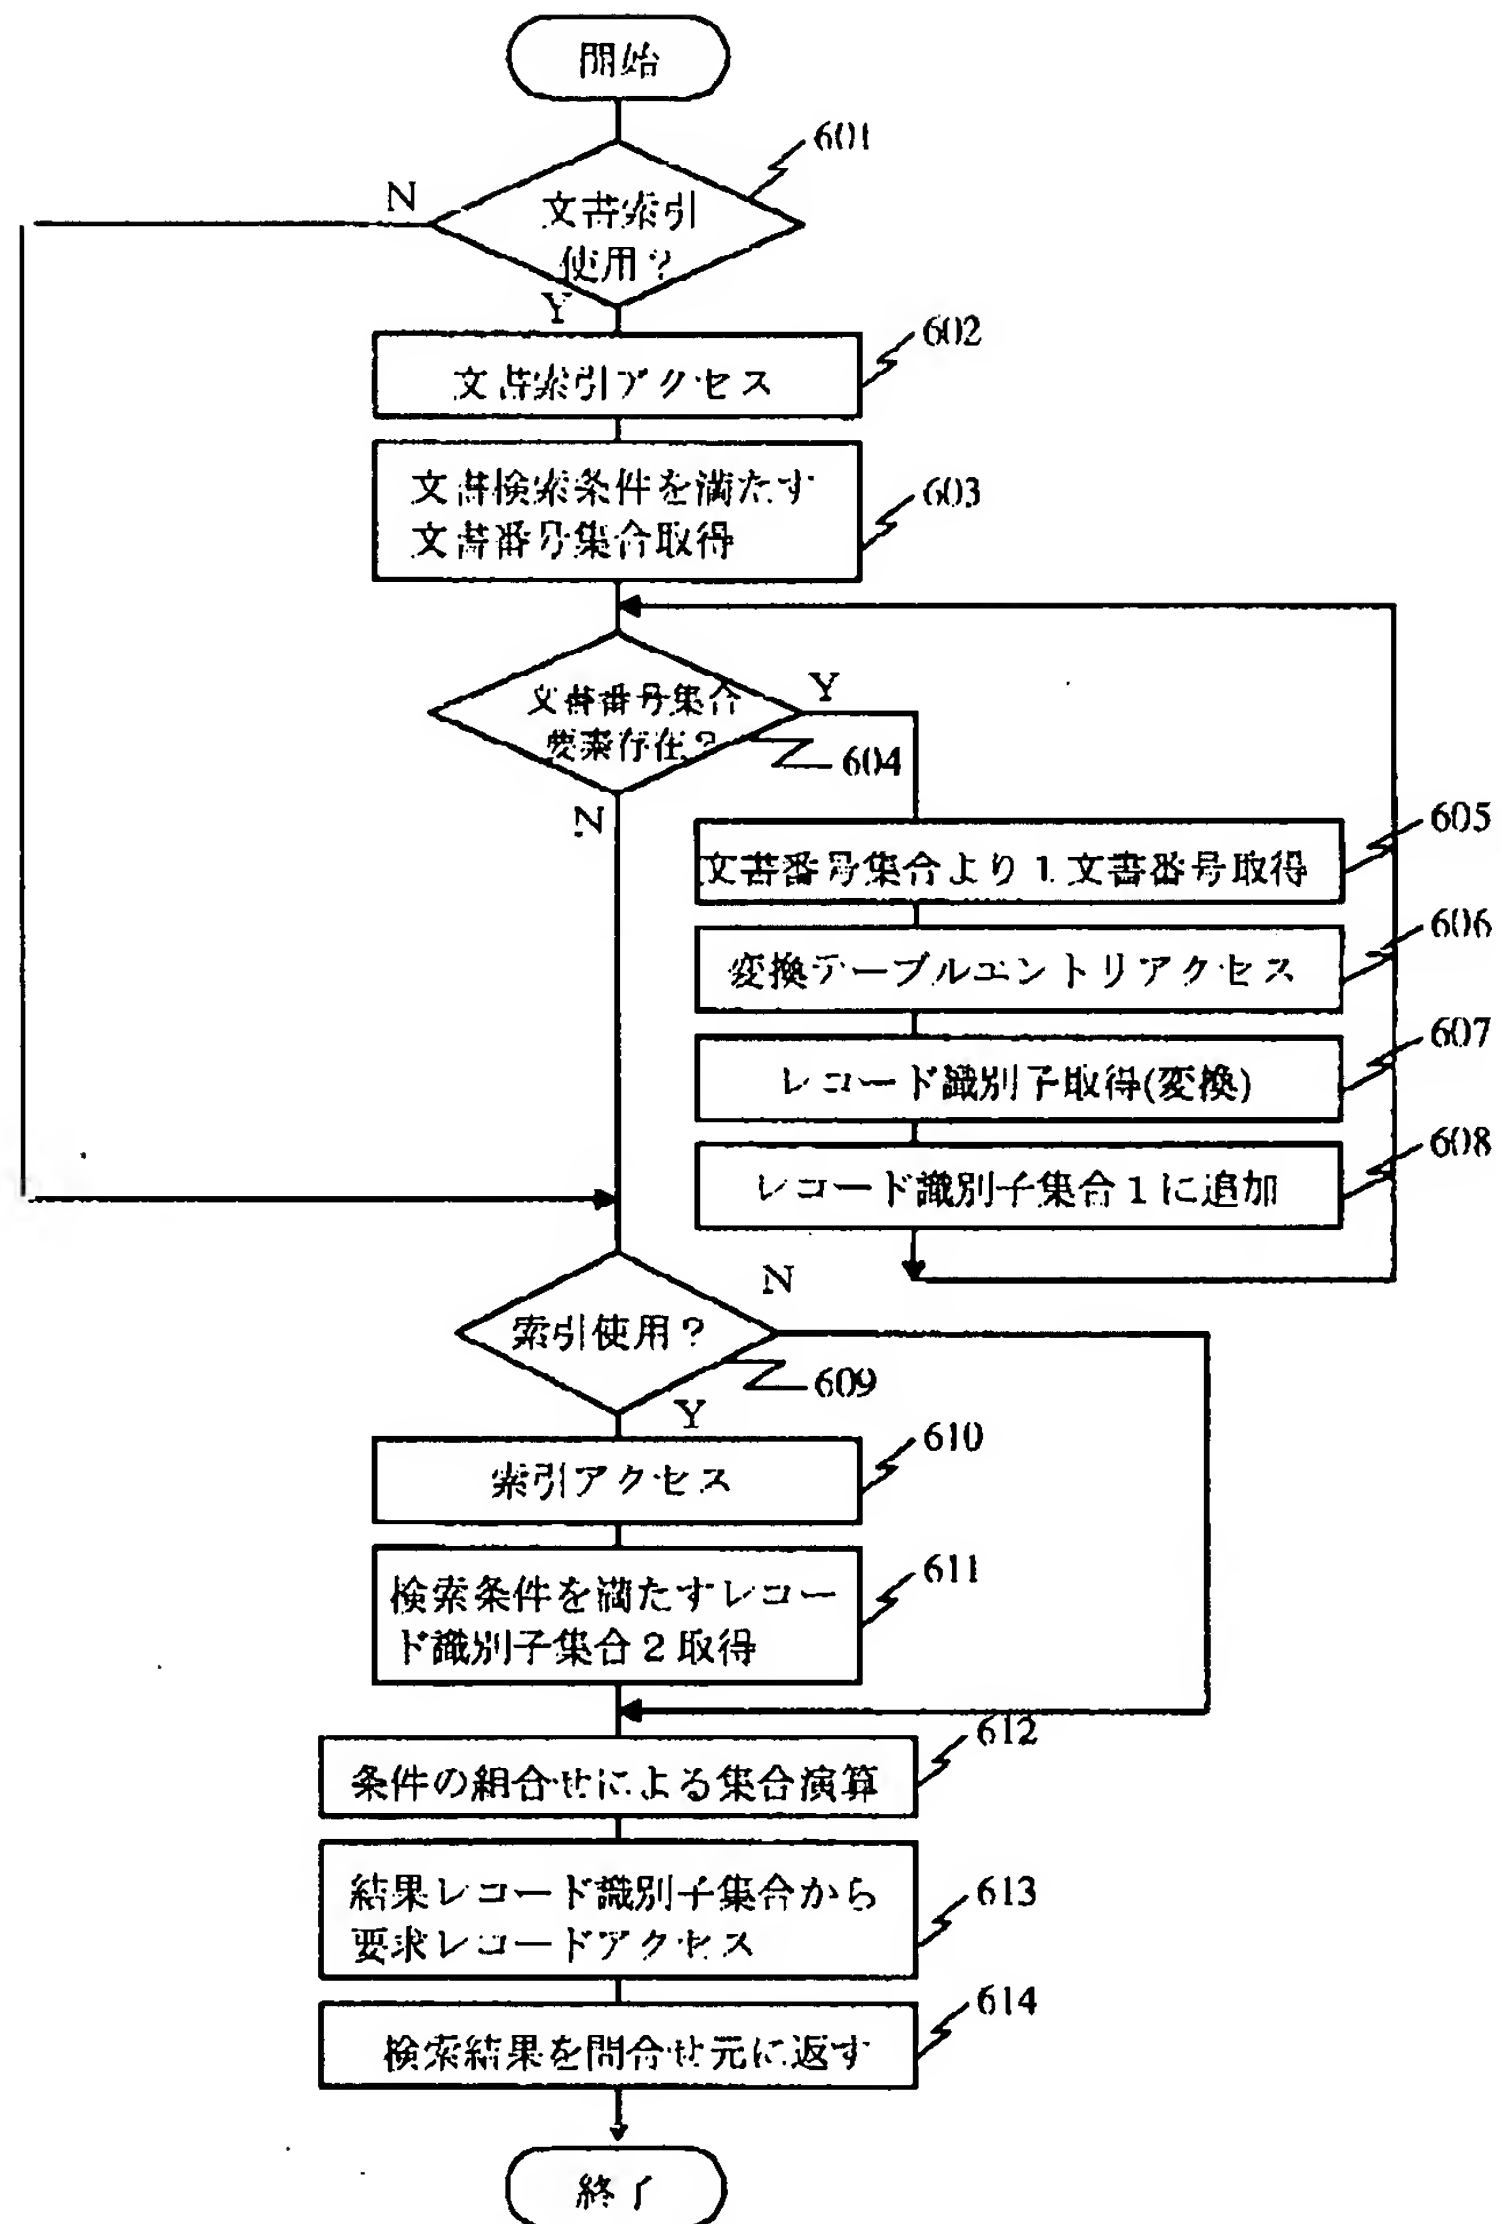 開始
601
N
文書索引
使用？
Y
602
文書索引アクセス
文書検索条件を満たす
603
文書番号集合取得
文書番号集合
Y
要素存在？
604
N
605
文書番号集合より1文書番号取得
606
変換テーブルエントリアクセス
607
レコード識別子取得(変換)
608
レコード識別子集合1に追加
N
索引使用？
609
Y
610
索引アクセス
611
検索条件を満たすレコー
ド識別子集合2取得
612
条件の組合せによる集合演算
結果レコード識別子集合から
613
要求レコードアクセス
614
検索結果を問合せ元に返す
終了